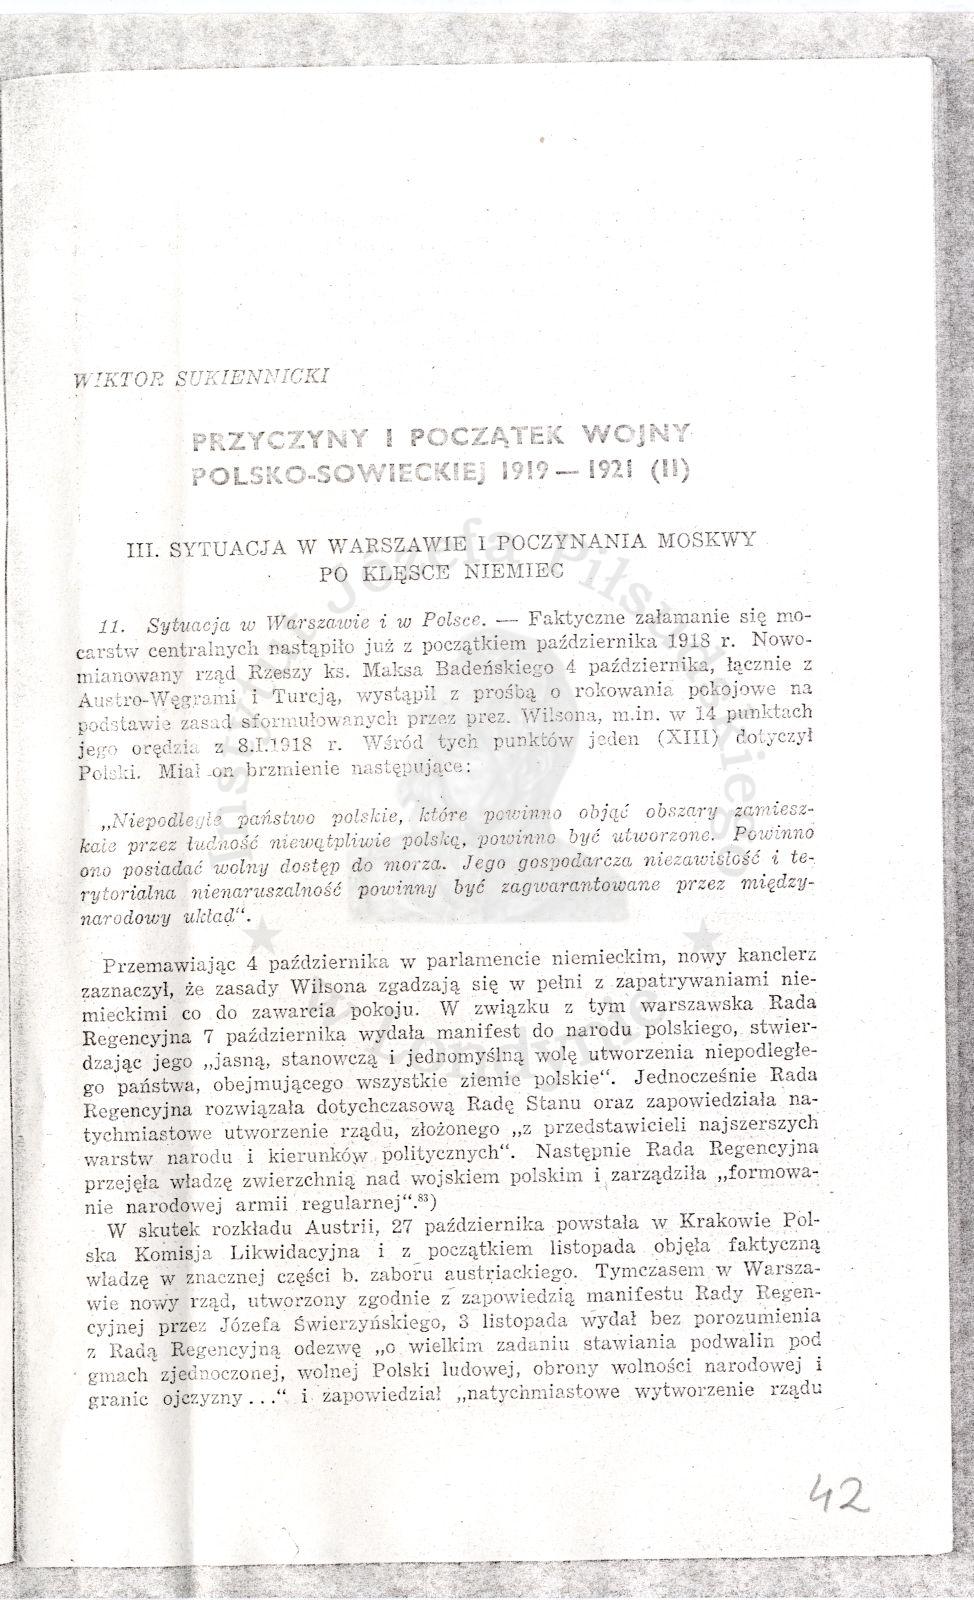 WIKTOR SUKIENNICKI
PRZYCZYNY I POCZĄTEK WOJNY
POLSKO-SOWIECKIEJ 1919 — 1921 (II)
III. SYTUACJA W WARSZAWIE I POCZYNANIA MOSKWY
PO KLĘSCE NIEMIEC
11. Sytuacja w Warszawie i w Polsce. — Faktyczne załamanie się mo-
carstw centralnych nastąpiło już z początkiem października 1918 r. Nowo-
mianowany rząd Rzeszy ks. Maksa Badeńskiego 4 października, łącznie z
Austro-Węgrami i Turcją, wystąpił z prośbą o rokowania pokojowe na
podstawie zasad sformułowanych przez prez. Wilsona, m.in. w 14 punktach
jego orędzia z 8.I.1918 r. Wśród tych punktów jeden (XIII) dotyczył
Polski. Miał on brzmienie następujące:
„Niepodległe państwo polskie, które powinno objąć obszary zamiesz-
kałe przez ludność niewątpliwie polską, powinno być utworzone. Powinno
ono posiadać wolny dostęp do morza. Jego gospodarcza niezawisłość i te-
rytorialna nienaruszalność powinny być zagwarantowane przez między-
narodowy układ“.
Przemawiając 4 października w parlamencie niemieckim, nowy kanclerz
zaznaczył, że zasady Wilsona zgadzają się w pełni z zapatrywaniami nie-
mieckimi co do zawarcia pokoju. W związku z tym warszawska Rada
Regencyjna 7 października wydała manifest do narodu polskiego, stwier-
dzając jego „jasną, stanowczą i jednomyślną wolę utworzenia niepodległe-
go państwa, obejmującego wszystkie ziemie polskie“. Jednocześnie Rada
Regencyjna rozwiązała dotychczasową Radę Stanu oraz zapowiedziała na-
tychmiastowe utworzenie rządu, złożonego „z przedstawicieli najszerszych
warstw narodu i kierunków politycznych“. Następnie Rada Regencyjna
przejęła władzę zwierzchnią nad wojskiem polskim i zarządziła „formowa-
nie narodowej armii regularnej“.⁸³)
W skutek rozkładu Austrii, 27 października powstała w Krakowie Pol-
ska Komisja Likwidacyjna i z początkiem listopada objęła faktyczną
władzę w znacznej części b. zaboru austriackiego. Tymczasem w Warsza-
wie nowy rząd, utworzony zgodnie z zapowiedzią manifestu Rady Regen-
cyjnej przez Józefa Świerzyńskiego, 3 listopada wydał bez porozumienia
z Radą Regencyjną odezwę „o wielkim zadaniu stawiania podwalin pod
gmach zjednoczonej, wolnej Polski ludowej, obrony wolności narodowej i
granic ojczyzny . . .“ i zapowiedział „natychmiastowe wytworzenie rządu
42
Instytut Józefa Piłsudskiego
w Londynie